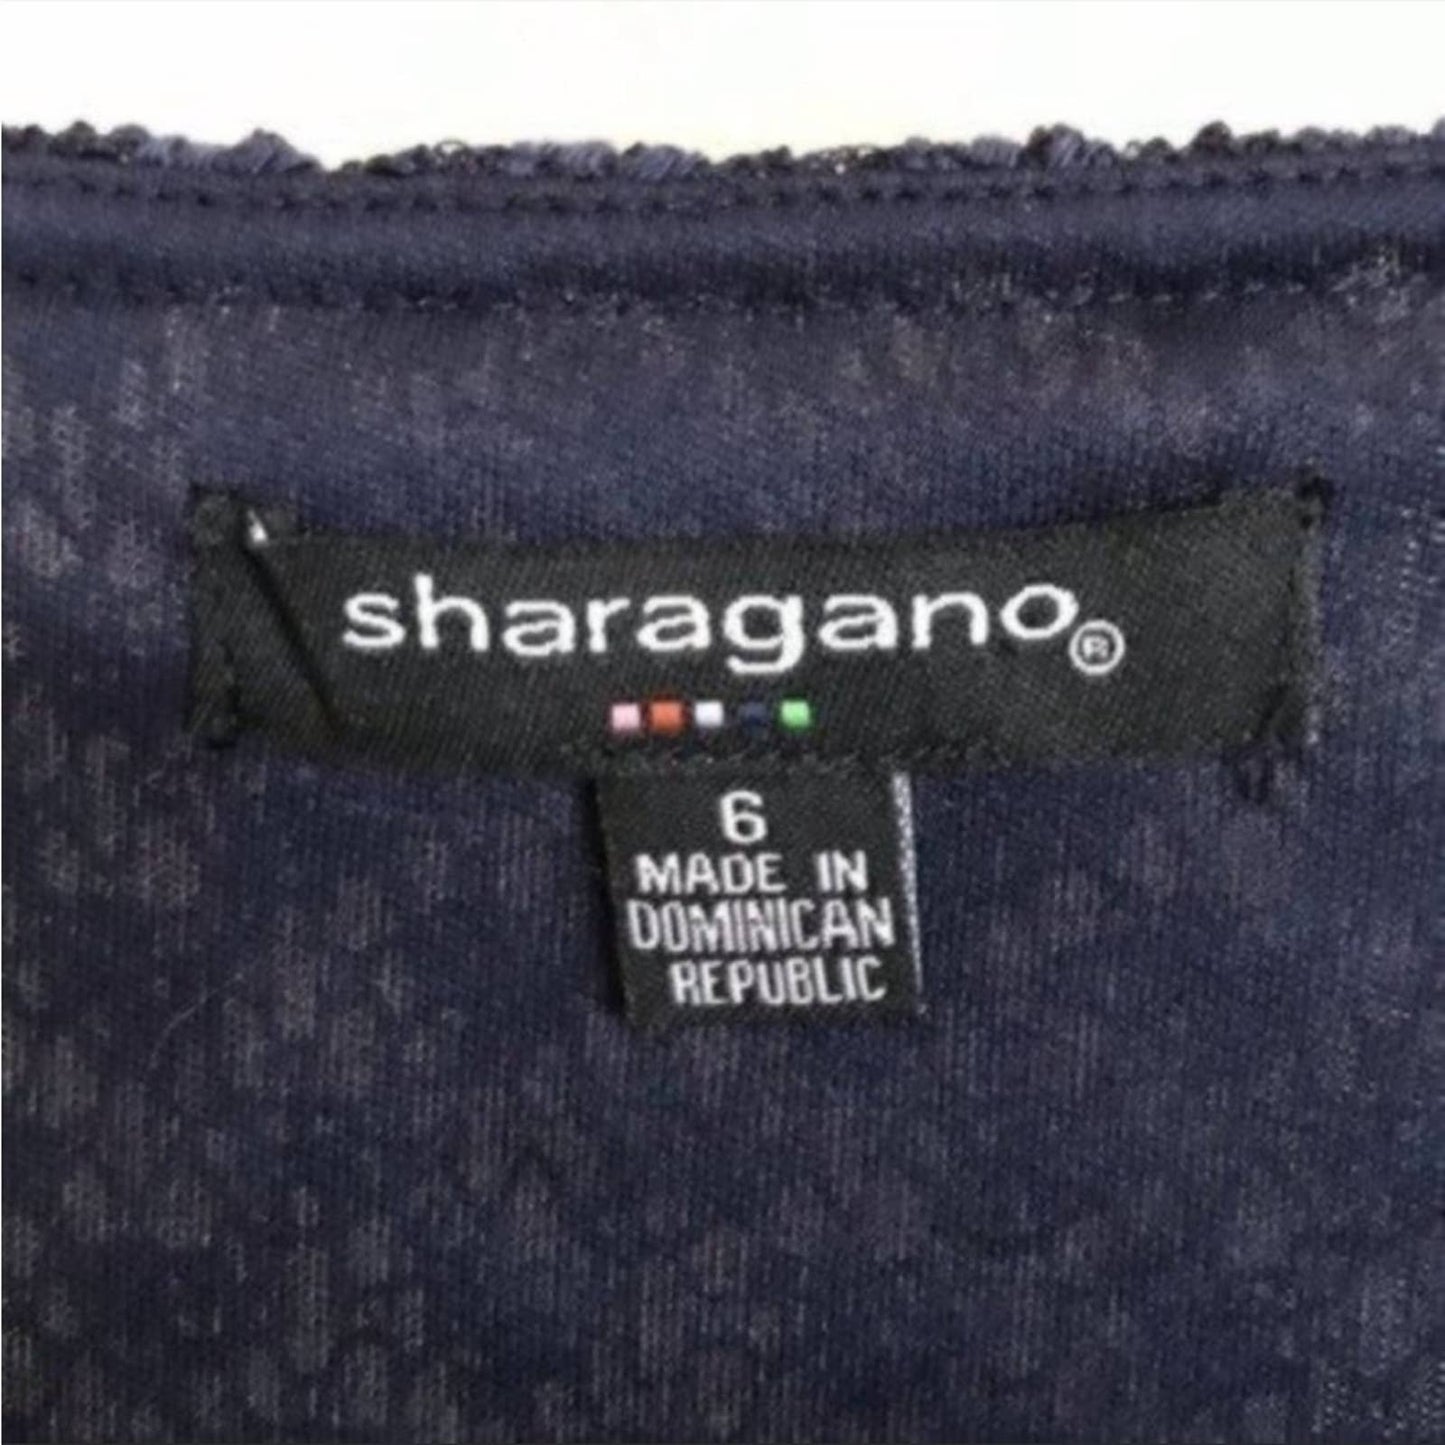 sharagano®
6
MADE IN
DOMINICAN
REPUBLIC